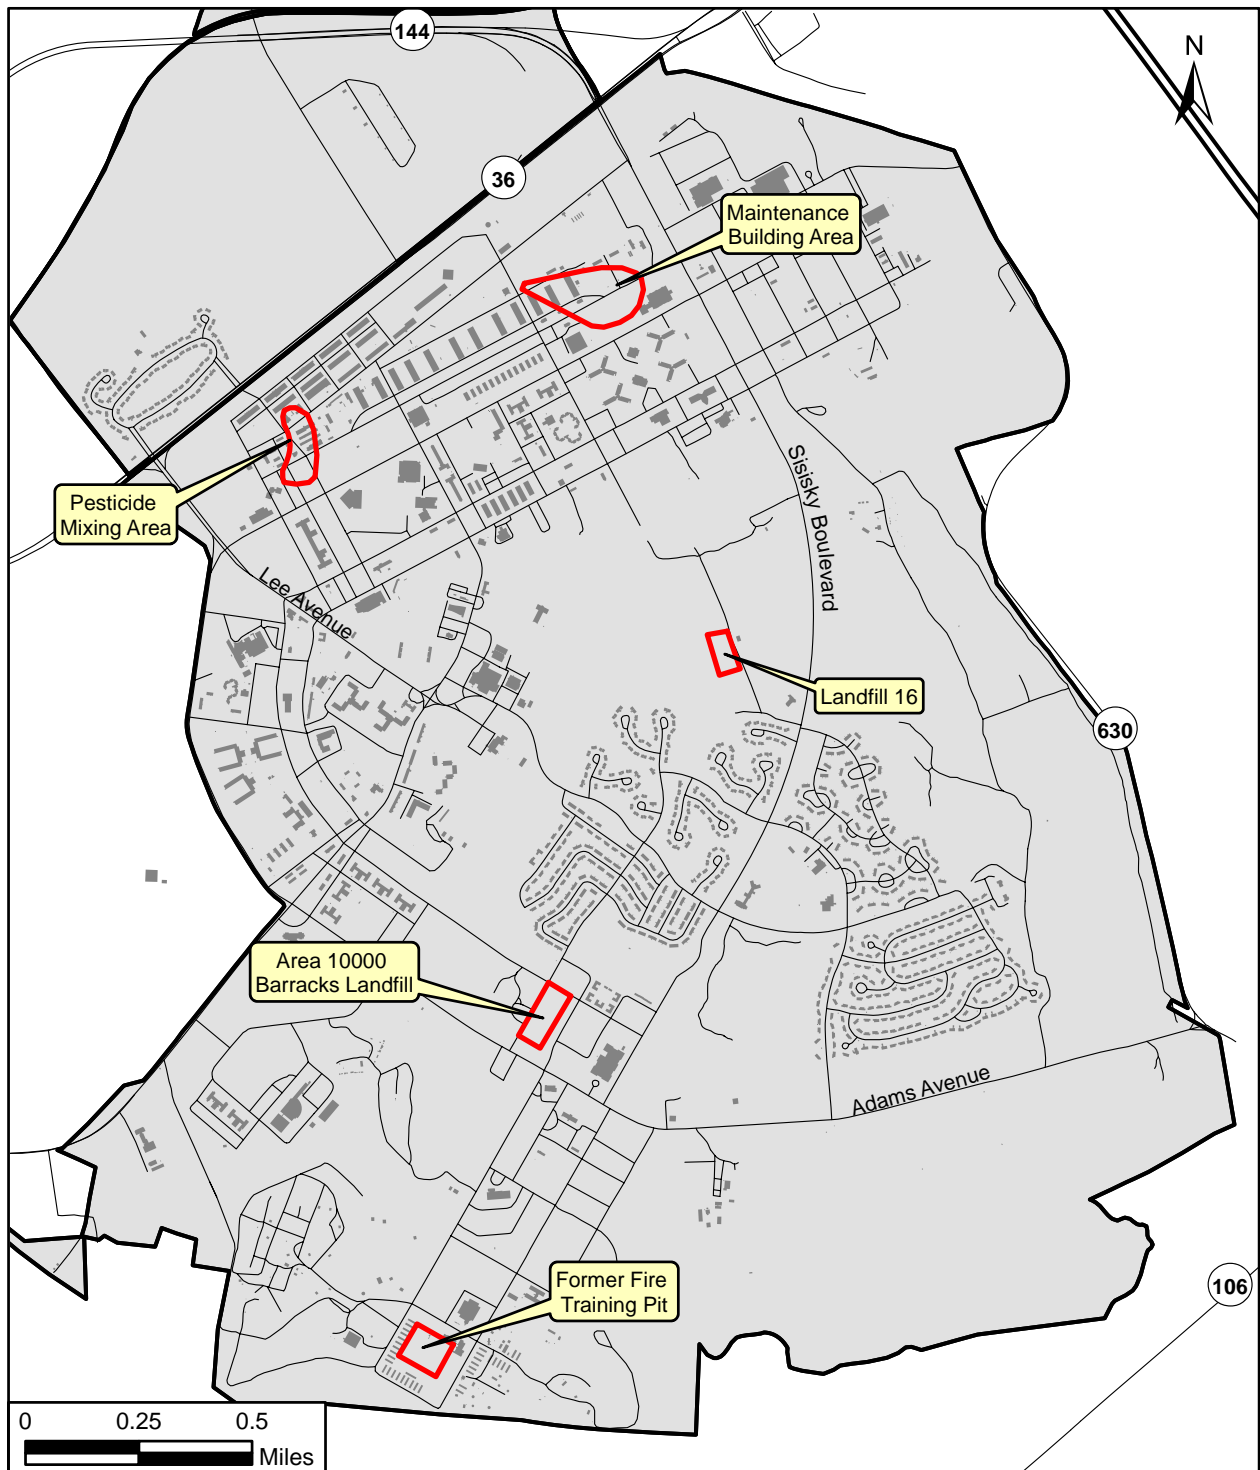 144
N
36
Maintenance
Building Area
Sisisky Boulevard
Pesticide
Mixing Area
Lee Avenue
Landfill 16
630
Area 10000
Barracks Landfill
Adams Avenue
Former Fire
Training Pit
106
0 0.25 0.5
Miles